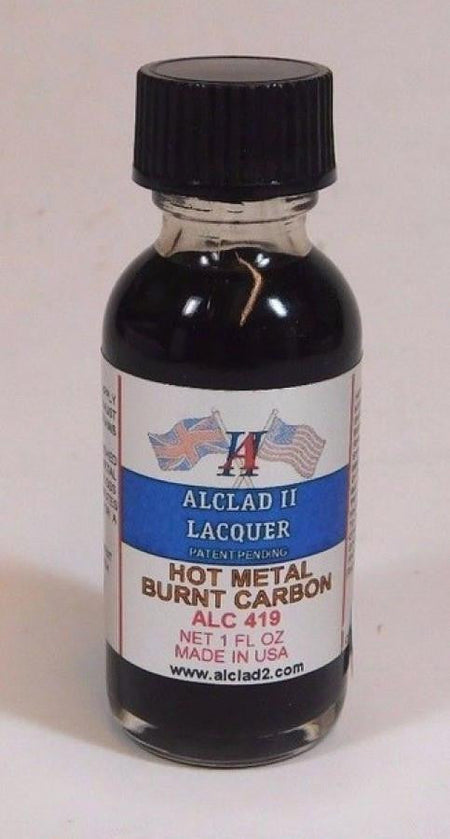 ALCLAD II
LACQUER
PATENT PENDING
HOT METAL
BURNT CARBON
ALC 419
NET 1 FL OZ
MADE IN USA
www.alclad2.com